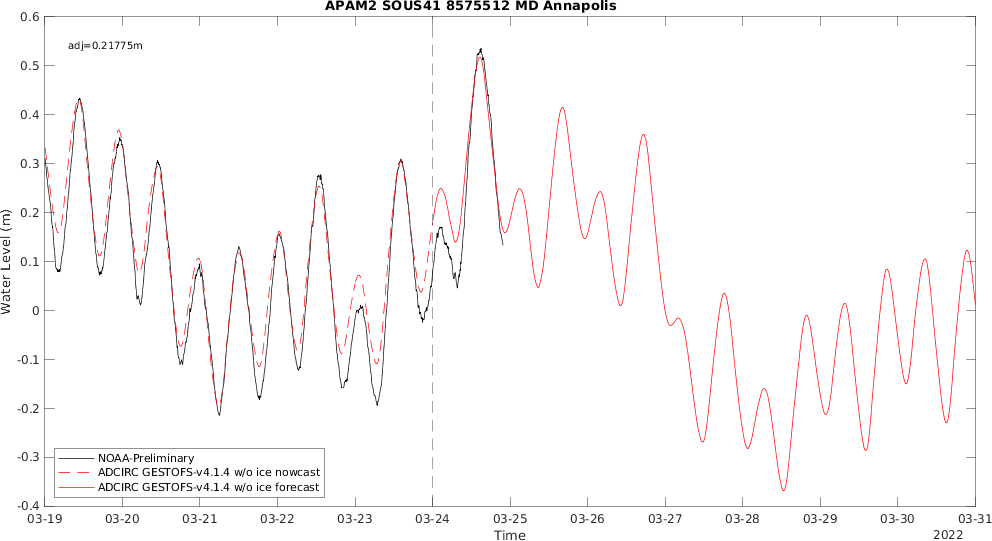 APAM2 SOUS41 8575512 MD Annapolis
adj=0.21775m
0.6
0.5
0.4
0.3
0.2
0.1
0
-0.1
-0.2
-0.3
-0.4
Water Level (m)
NOAA-Preliminary
ADCIRC GESTOFS-v4.1.4 w/o ice nowcast
ADCIRC GESTOFS-v4.1.4 w/o ice forecast
03-19 03-20 03-21 03-22 03-23 03-24 03-25 03-26 03-27 03-28 03-29 03-30 03-31
Time
2022